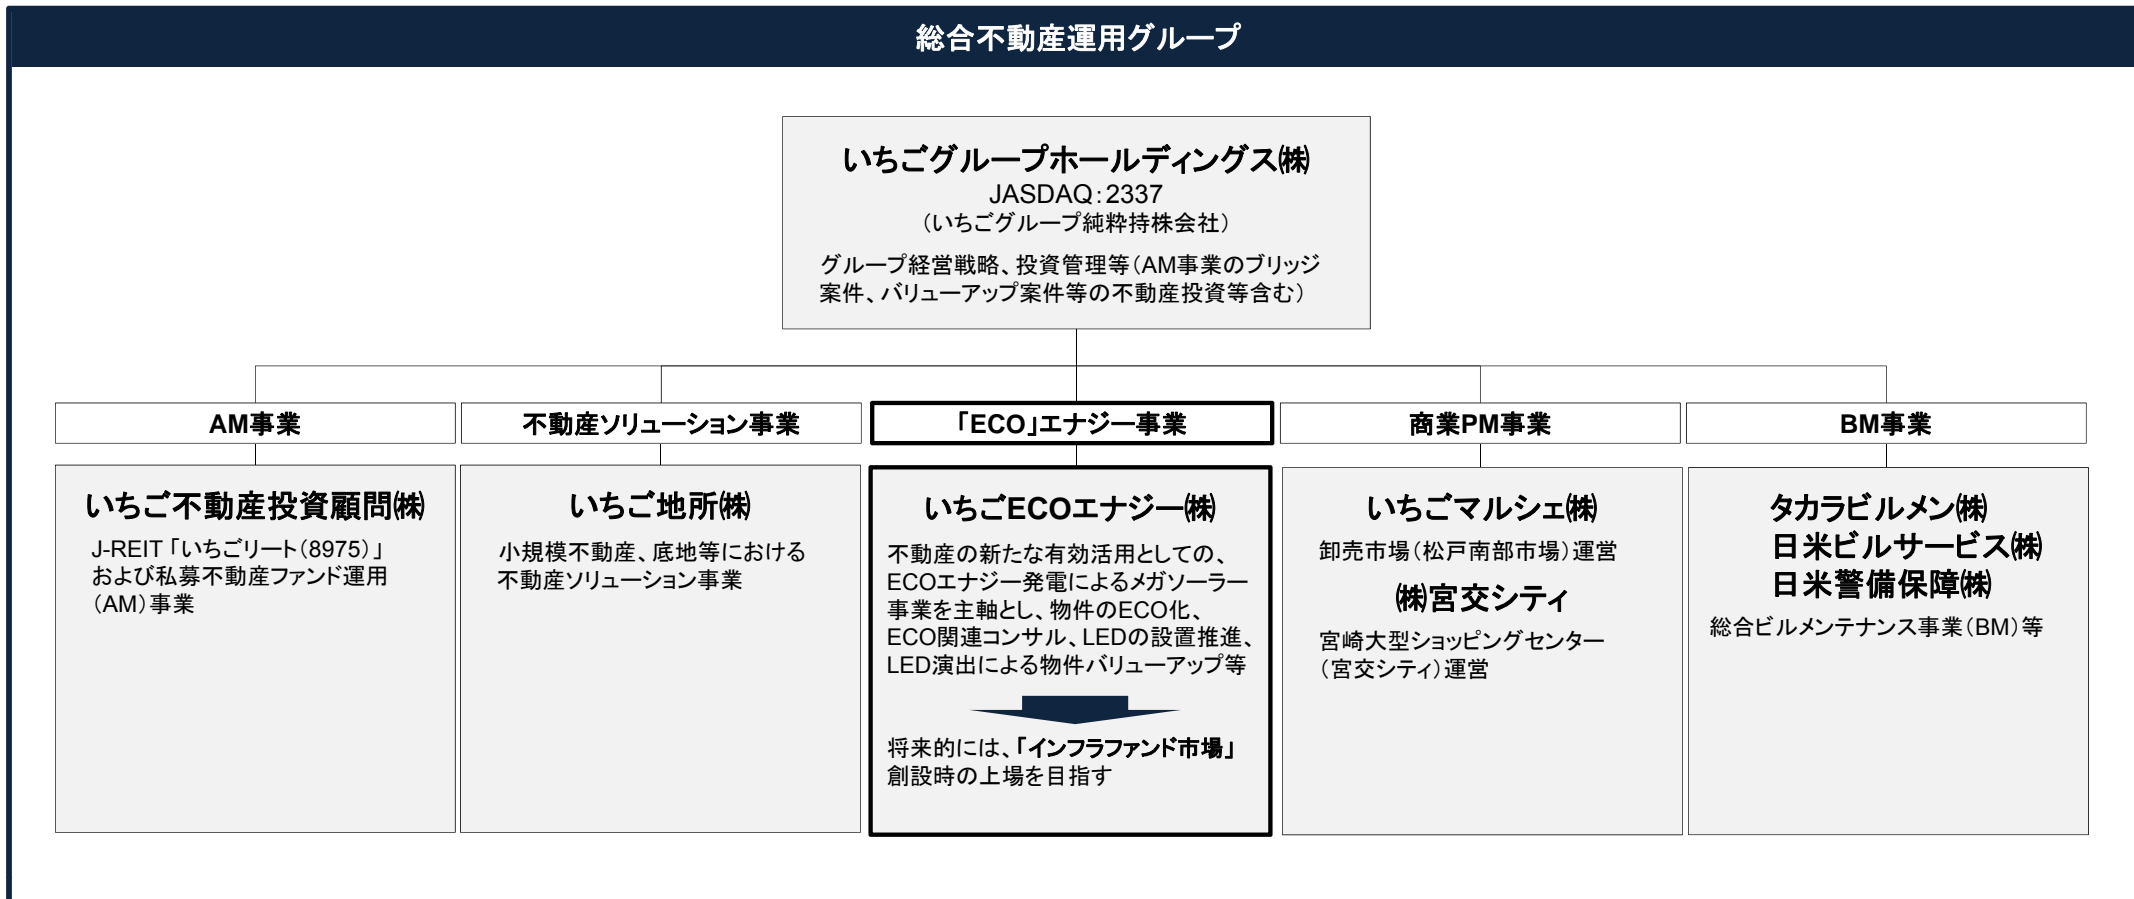 総合不動産運用グループ
いちごグループホールディングス㈱
JASDAQ：2337
（いちごグループ純粋持株会社）
グループ経営戦略、投資管理等（AM事業のブリッジ
案件、バリューアップ案件等の不動産投資等含む）
AM事業
いちご不動産投資顧問㈱
J-REIT「いちごリート（8975）」
および私募不動産ファンド運用
（AM）事業
不動産ソリューション事業
いちご地所㈱
小規模不動産、底地等における
不動産ソリューション事業
「ECO」エナジー事業
いちごECOエナジー㈱
不動産の新たな有効活用としての、
ECOエナジー発電によるメガソーラー
事業を主軸とし、物件のECO化、
ECO関連コンサル、LEDの設置推進、
LED演出による物件バリューアップ等
将来的には、「インフラファンド市場」
創設時の上場を目指す
商業PM事業
いちごマルシェ㈱
卸売市場（松戸南部市場）運営
㈱宮交シティ
宮崎大型ショッピングセンター
（宮交シティ）運営
BM事業
タカラビルメン㈱
日米ビルサービス㈱
日米警備保障㈱
総合ビルメンテナンス事業（BM）等